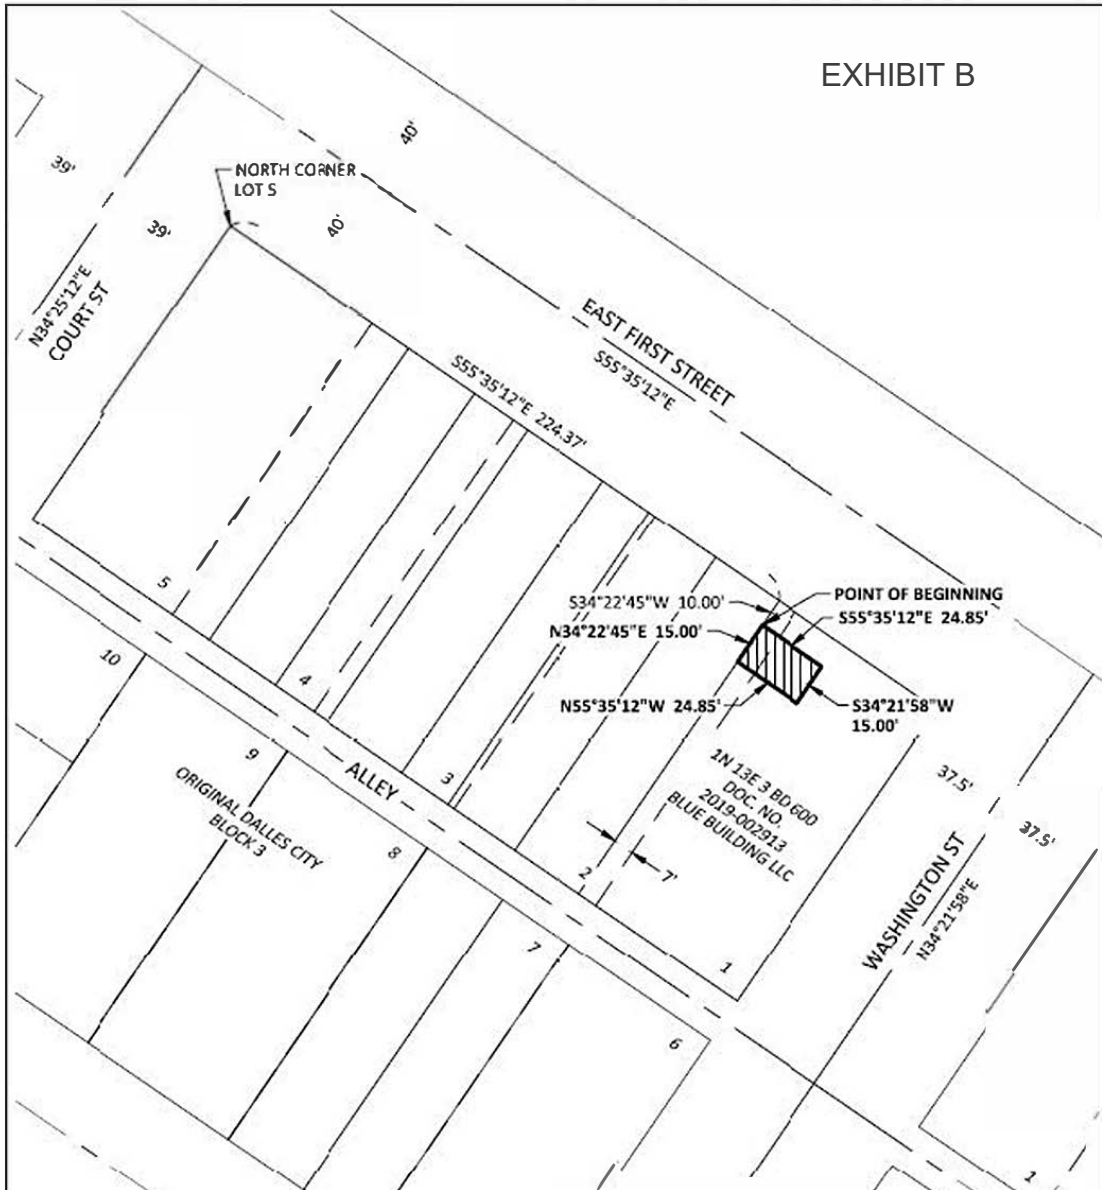 EXHIBIT B
40'
39'
NORTH CORNER
LOT 5
39'
40'
N34°25'12"E
COURT ST
EAST FIRST STREET
S55°35'12"E
S55°35'12"E 224.37'
5
S34°22'45"W 10.00'
POINT OF BEGINNING
S55°35'12"E 24.85'
N34°22'45"E 15.00'
10
4
N55°35'12"W 24.85'
S34°21'58"W
15.00'
9
ALLEY
3
1N 13E 3 BD 600
DOC. NO.
2019-002913
BLUE BUILDING LLC
37.5'
37.5'
ORIGINAL DALLES CITY
BLOCK 3
8
2
7'
WASHINGTON ST
N34°21'58"E
7
1
6
1